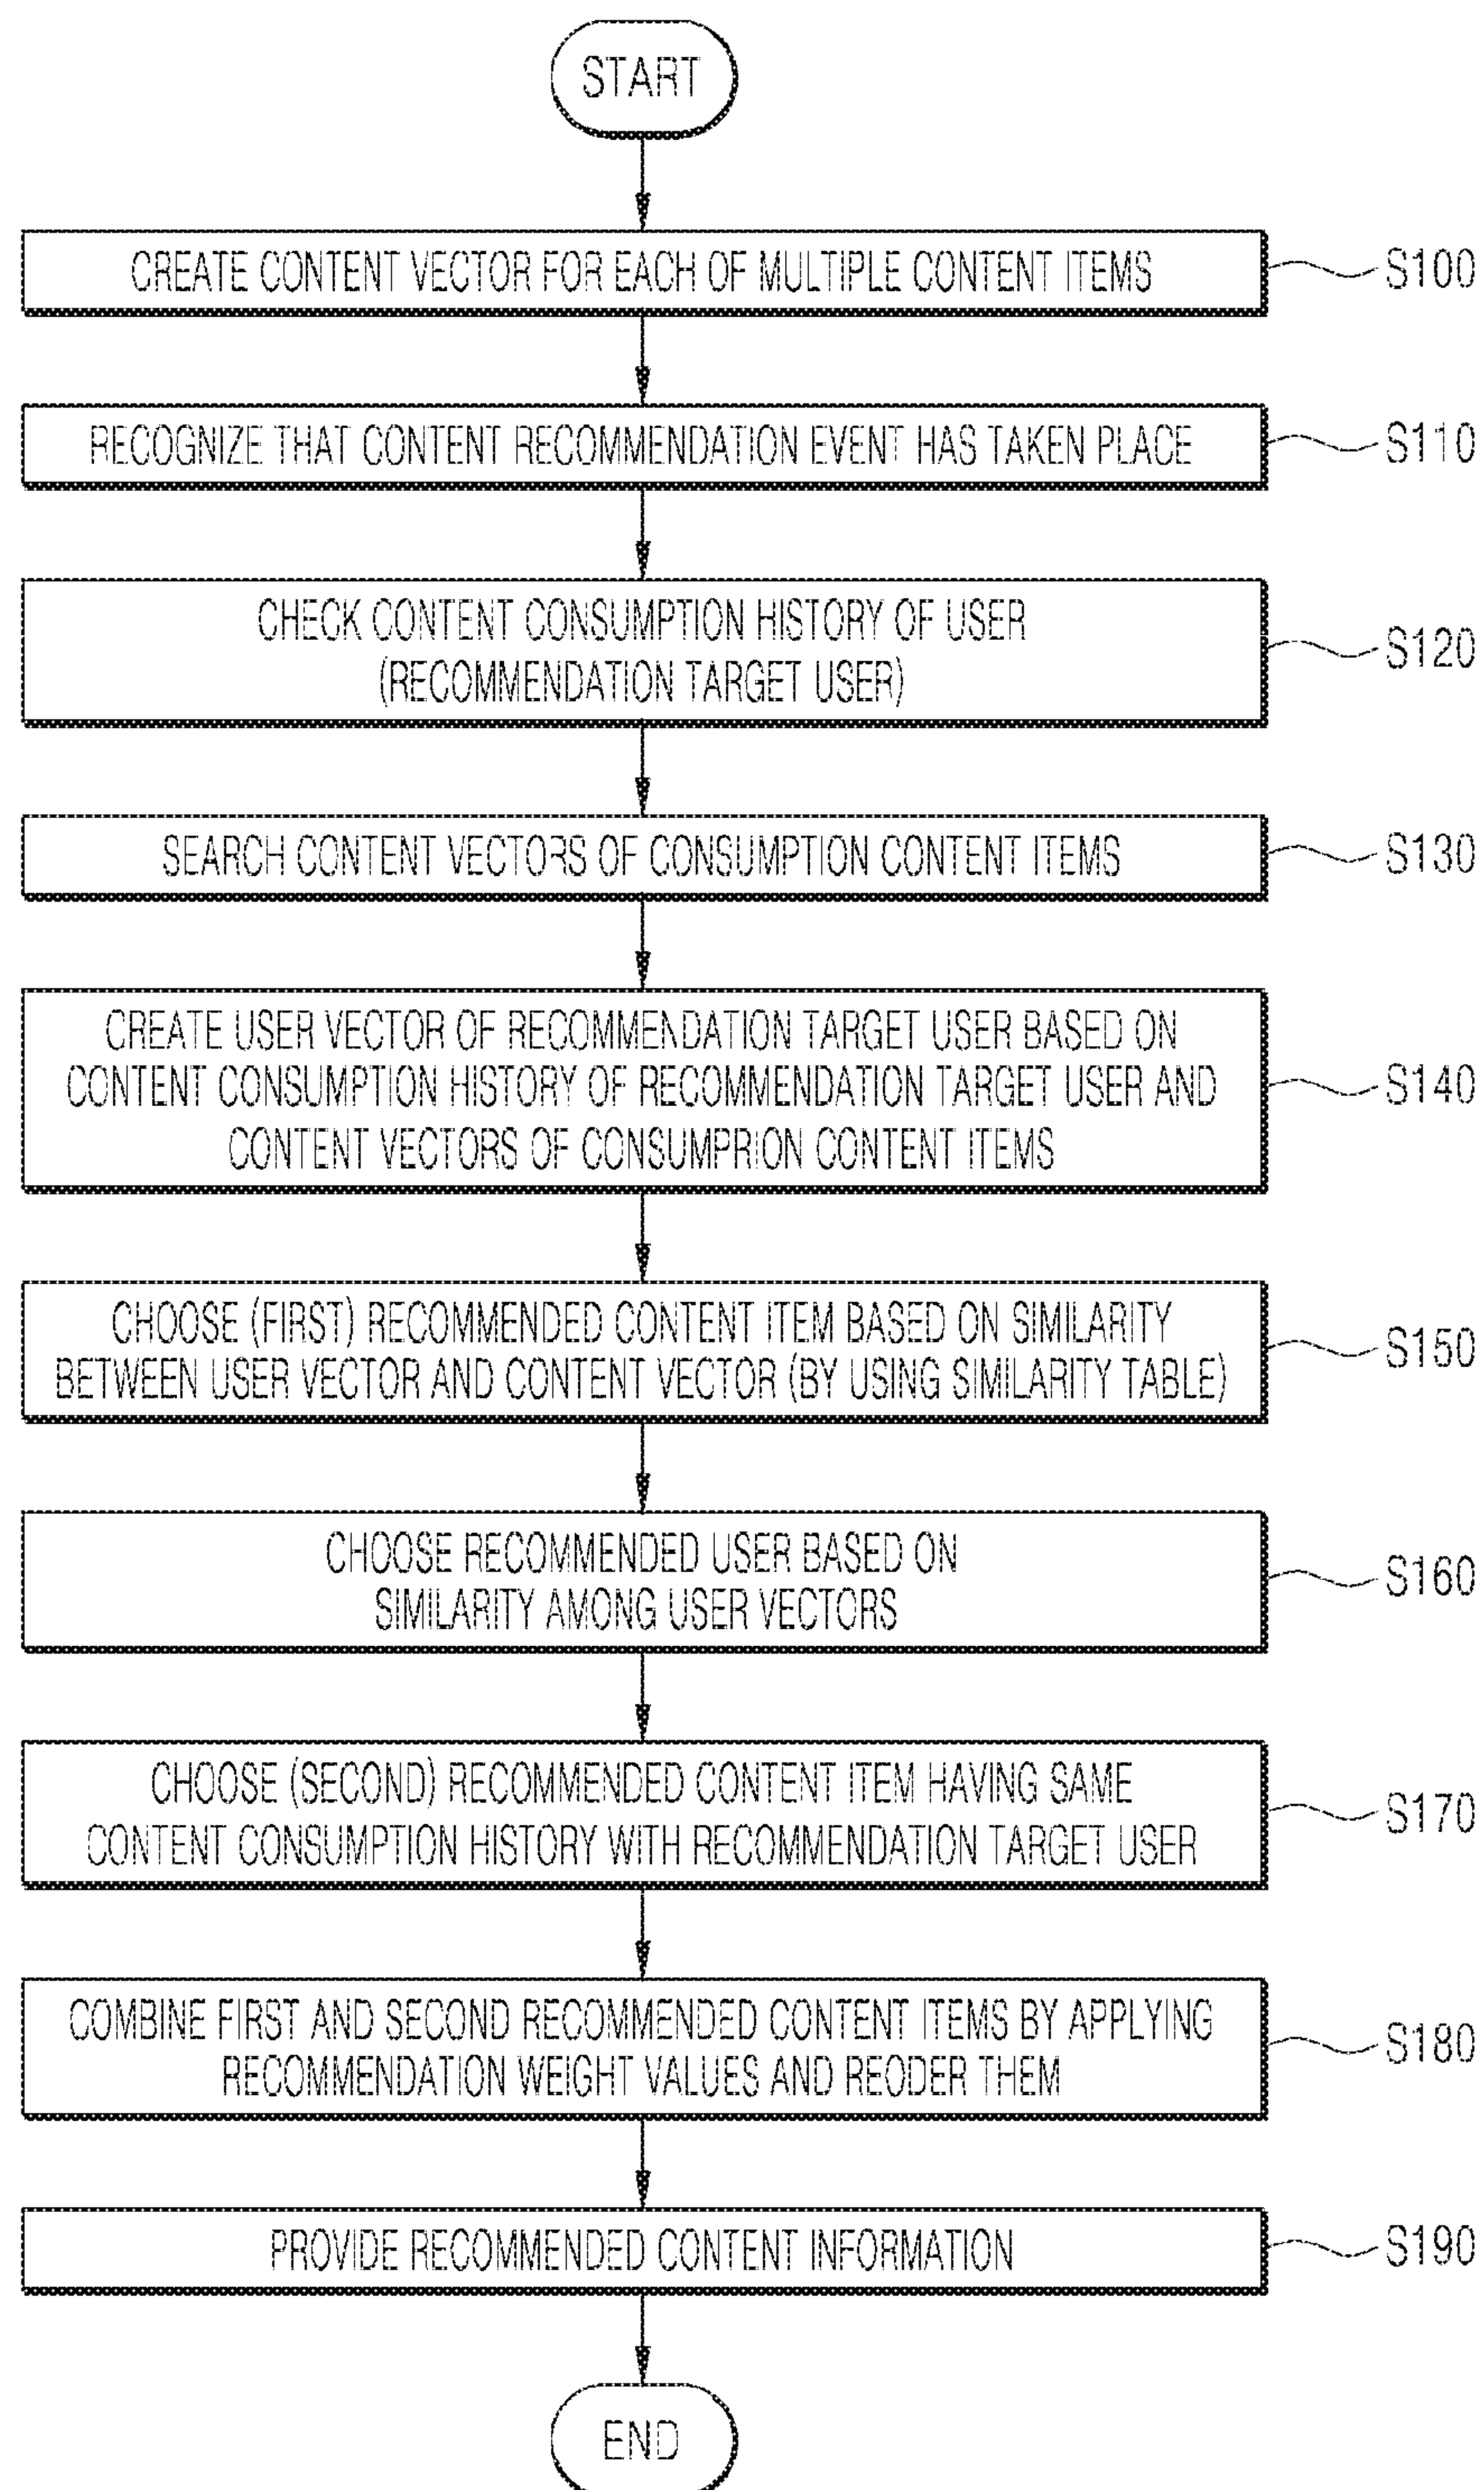 START
CREATE CONTENT VECTOR FOR EACH OF MULTIPLE CONTENT ITEMS
S100
RECOGNIZE THAT CONTENT RECOMMENDATION EVENT HAS TAKEN PLACE
S110
CHECK CONTENT CONSUMPTION HISTORY OF USER
(RECOMMENDATION TARGET USER)
S120
SEARCH CONTENT VECTORS OF CONSUMPTION CONTENT ITEMS
S130
CREATE USER VECTOR OF RECOMMENDATION TARGET USER BASED ON
CONTENT CONSUMPTION HISTORY OF RECOMMENDATION TARGET USER AND
CONTENT VECTORS OF CONSUMPRION CONTENT ITEMS
S140
CHOOSE (FIRST) RECOMMENDED CONTENT ITEM BASED ON SIMILARITY
BETWEEN USER VECTOR AND CONTENT VECTOR (BY USING SIMILARITY TABLE)
S150
CHOOSE RECOMMENDED USER BASED ON
SIMILARITY AMONG USER VECTORS
S160
CHOOSE (SECOND) RECOMMENDED CONTENT ITEM HAVING SAME
CONTENT CONSUMPTION HISTORY WITH RECOMMENDATION TARGET USER
S170
COMBINE FIRST AND SECOND RECOMMENDED CONTENT ITEMS BY APPLYING
RECOMMENDATION WEIGHT VALUES AND REODER THEM
S180
PROVIDE RECOMMENDED CONTENT INFORMATION
S190
END